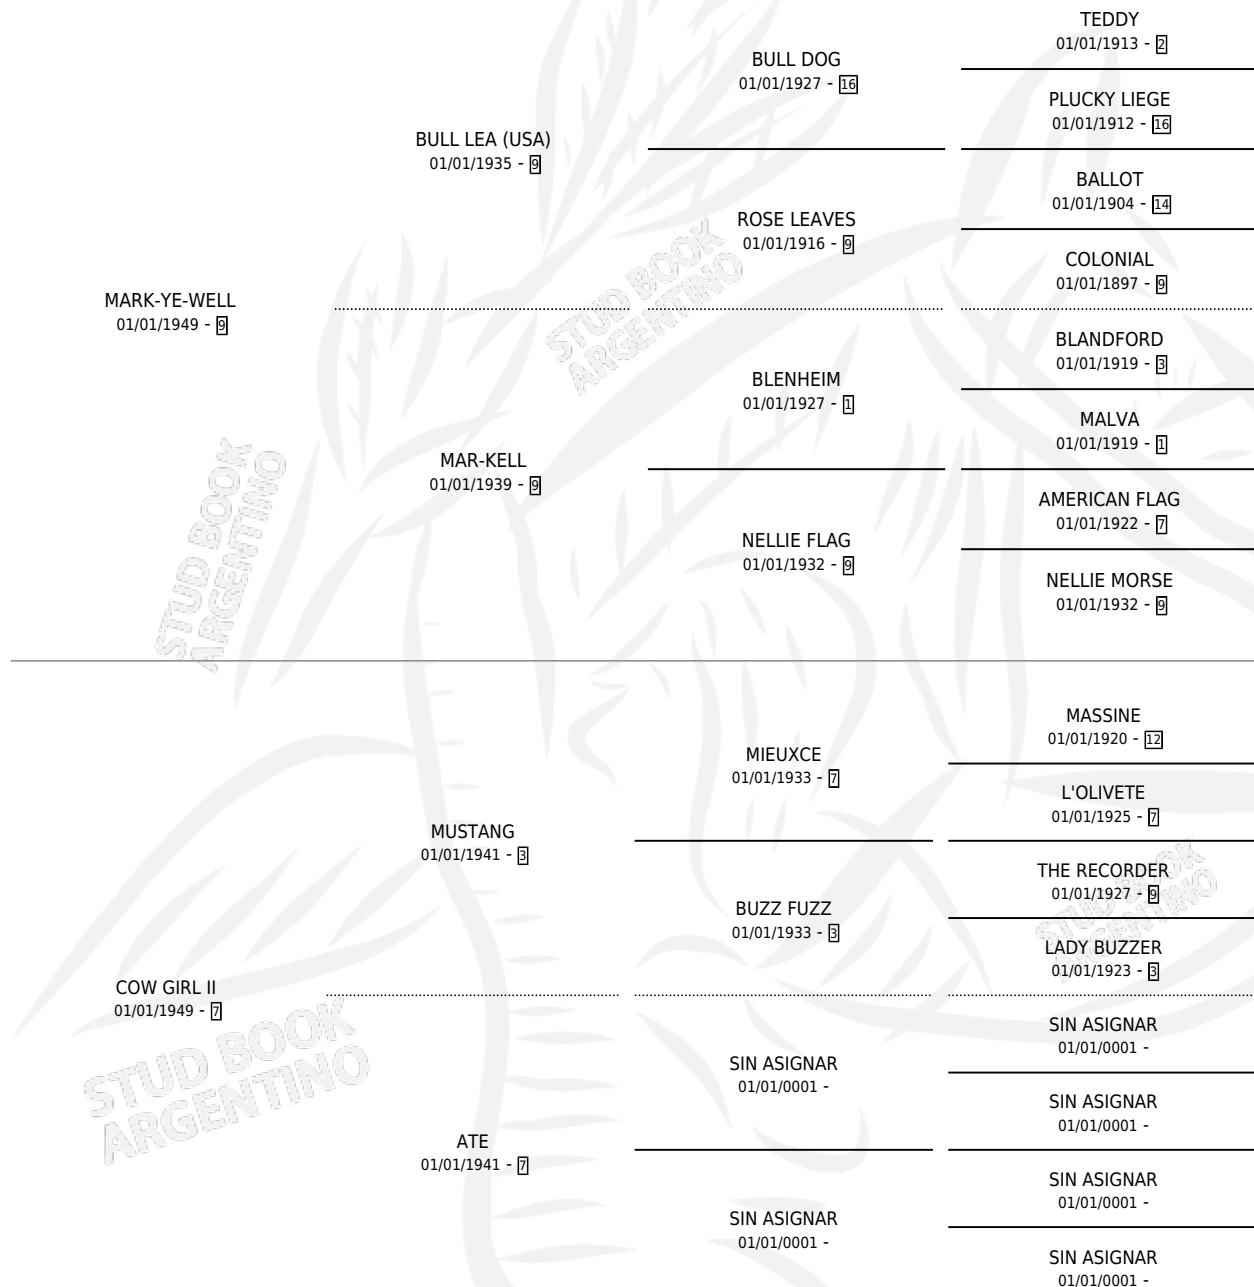 TEDDY
01/01/1913 - 2
BULL DOG
01/01/1927 - 16
PLUCKY LIEGE
01/01/1912 - 16
BULL LEA (USA)
01/01/1935 - 9
BALLOT
01/01/1904 - 14
ROSE LEAVES
01/01/1916 - 9
COLONIAL
01/01/1897 - 9
MARK-YE-WELL
01/01/1949 - 9
BLANDFORD
01/01/1919 - 3
BLENHEIM
01/01/1927 - 1
MALVA
01/01/1919 - 1
MAR-KELL
01/01/1939 - 9
AMERICAN FLAG
01/01/1922 - 7
NELLIE FLAG
01/01/1932 - 9
NELLIE MORSE
01/01/1932 - 9
MASSINE
01/01/1920 - 12
MIEUXCE
01/01/1933 - 7
L'OLIVETE
01/01/1925 - 7
MUSTANG
01/01/1941 - 3
THE RECORDER
01/01/1927 - 9
BUZZ FUZZ
01/01/1933 - 3
LADY BUZZER
01/01/1923 - 3
COW GIRL II
01/01/1949 - 7
SIN ASIGNAR
01/01/0001 -
SIN ASIGNAR
01/01/0001 -
SIN ASIGNAR
01/01/0001 -
ATE
01/01/1941 - 7
SIN ASIGNAR
01/01/0001 -
SIN ASIGNAR
01/01/0001 -
SIN ASIGNAR
01/01/0001 -
STUD BOOK
ARGENTINO
STUD BOOK
ARGENTINO
STUD BOOK
ARGENTINO
STUD BOOK
ARGENTINO